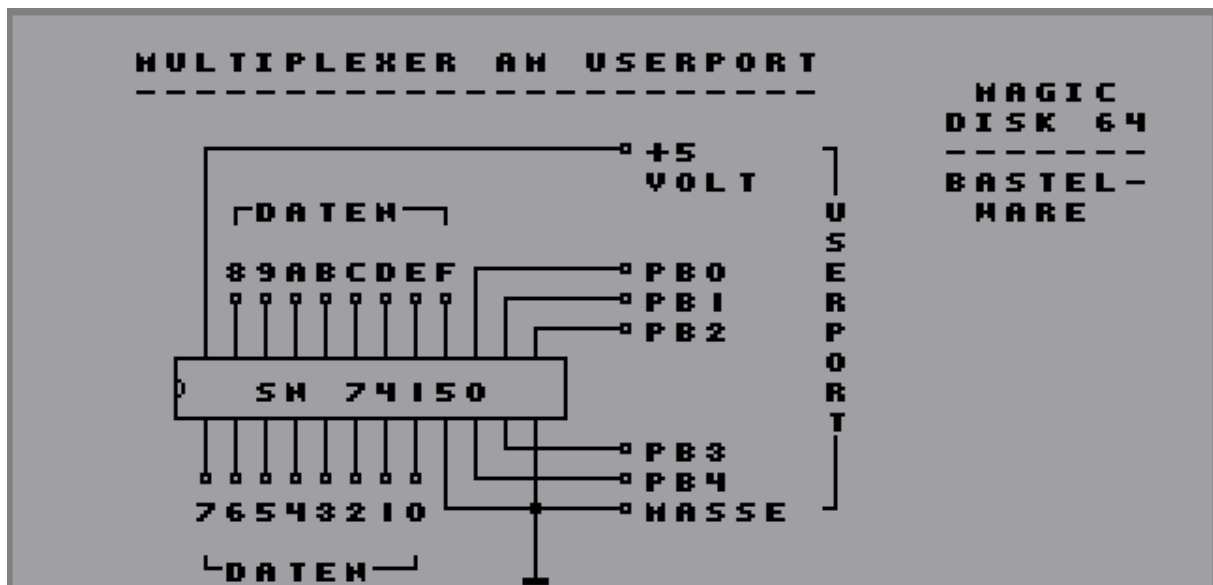 MULTIPLEXER AM USERPORT
MAGIC
DISK 64
BASTEL-
WARE
+5
VOLT
DATEN
USERPORT
89ABCDEF
PB0
PB1
PB2
SN 74150
PB3
PB4
76543210
MASSE
DATEN